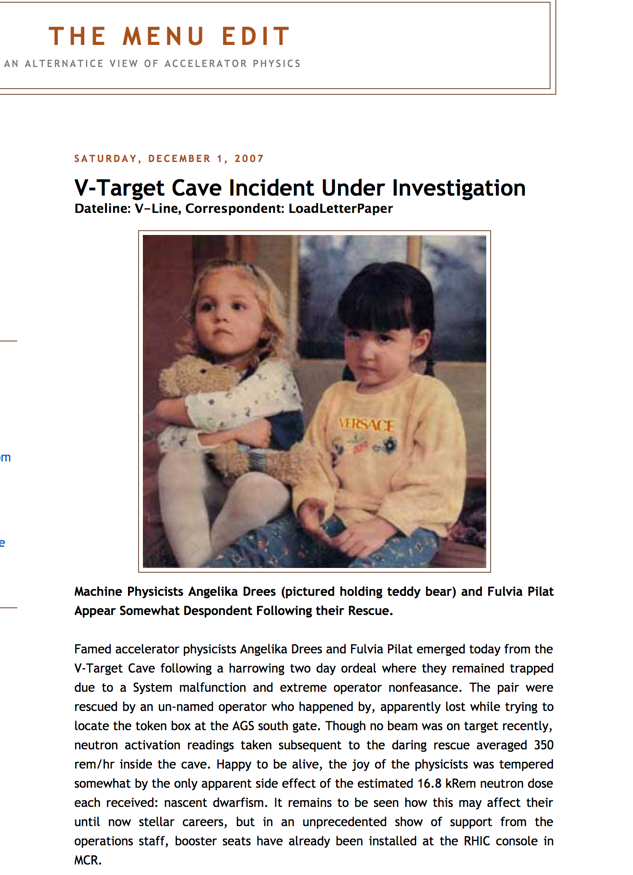 THE MENU EDIT
AN ALTERNATICE VIEW OF ACCELERATOR PHYSICS
SATURDAY, DECEMBER 1, 2007
V-Target Cave Incident Under Investigation
Dateline: V-Line, Correspondent: LoadLetterPaper
VERSACE
om
e
Machine Physicists Angelika Drees (pictured holding teddy bear) and Fulvia Pilat
Appear Somewhat Despondent Following their Rescue.
Famed accelerator physicists Angelika Drees and Fulvia Pilat emerged today from the
V-Target Cave following a harrowing two day ordeal where they remained trapped
due to a System malfunction and extreme operator nonfeasance. The pair were
rescued by an un-named operator who happened by, apparently lost while trying to
locate the token box at the AGS south gate. Though no beam was on target recently,
neutron activation readings taken subsequent to the daring rescue averaged 350
rem/hr inside the cave. Happy to be alive, the joy of the physicists was tempered
somewhat by the only apparent side effect of the estimated 16.8 kRem neutron dose
each received: nascent dwarfism. It remains to be seen how this may affect their
until now stellar careers, but in an unprecedented show of support from the
operations staff, booster seats have already been installed at the RHIC console in
MCR.